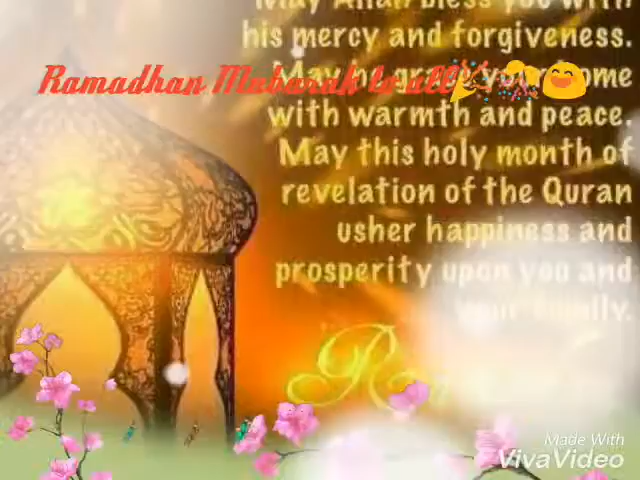 May Allah bless you with
his mercy and forgiveness.
Ramadhan Mubarak to all
May he grace your home
with warmth and peace.
May this holy month of
revelation of the Quran
usher happiness and
prosperity upon you and
your family.
Made With
VivaVideo